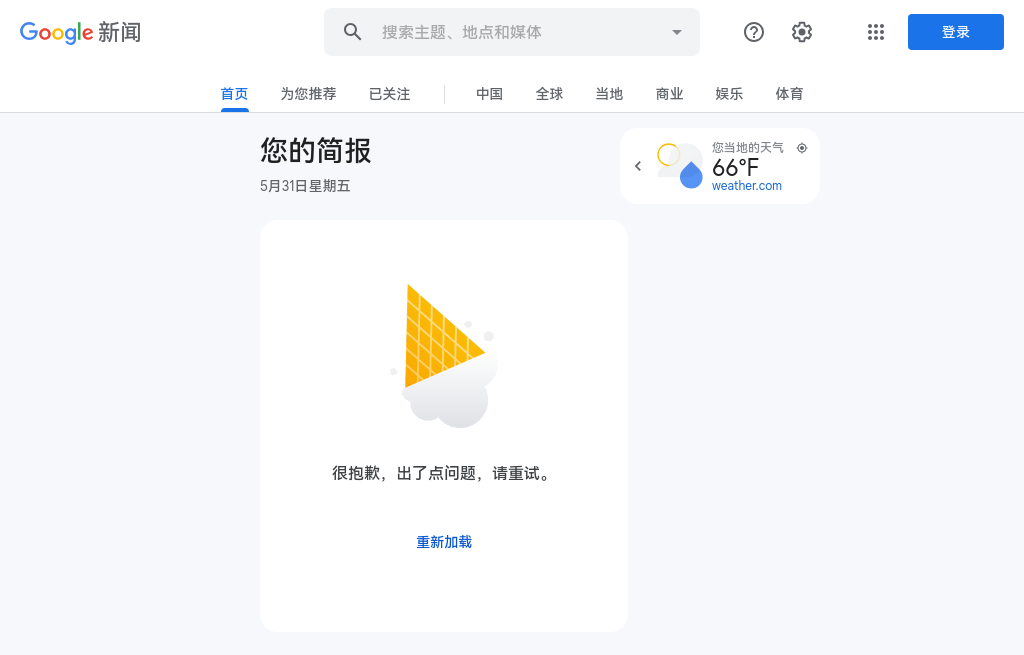 Google 新闻
搜索主题、地点和媒体
登录
首页
为您推荐
已关注
中国
全球
当地
商业
娱乐
体育
您的简报
5月31日星期五
您当地的天气
66°F
weather.com
很抱歉，出了点问题，请重试。
重新加载